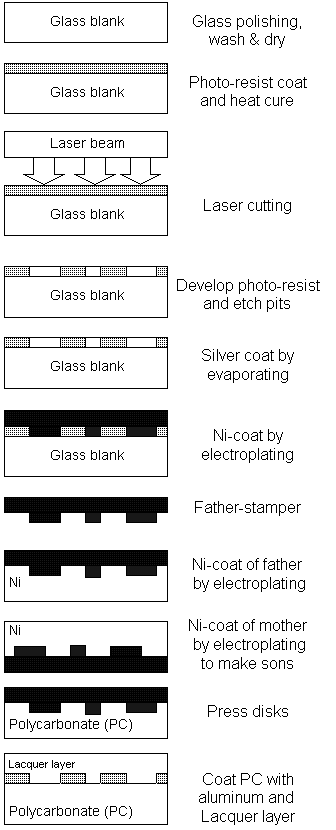 Glass blank
Glass polishing,
wash & dry
Glass blank
Photo-resist coat
and heat cure
Laser beam
Glass blank
Laser cutting
Glass blank
Develop photo-resist
and etch pits
Glass blank
Silver coat by
evaporating
Glass blank
Ni-coat by
electroplating
Father-stamper
Ni
Ni-coat of father
by electroplating
Ni
Ni-coat of mother
by electroplating
to make sons
Polycarbonate (PC)
Press disks
Lacquer layer
Polycarbonate (PC)
Coat PC with
aluminum and
Lacquer layer